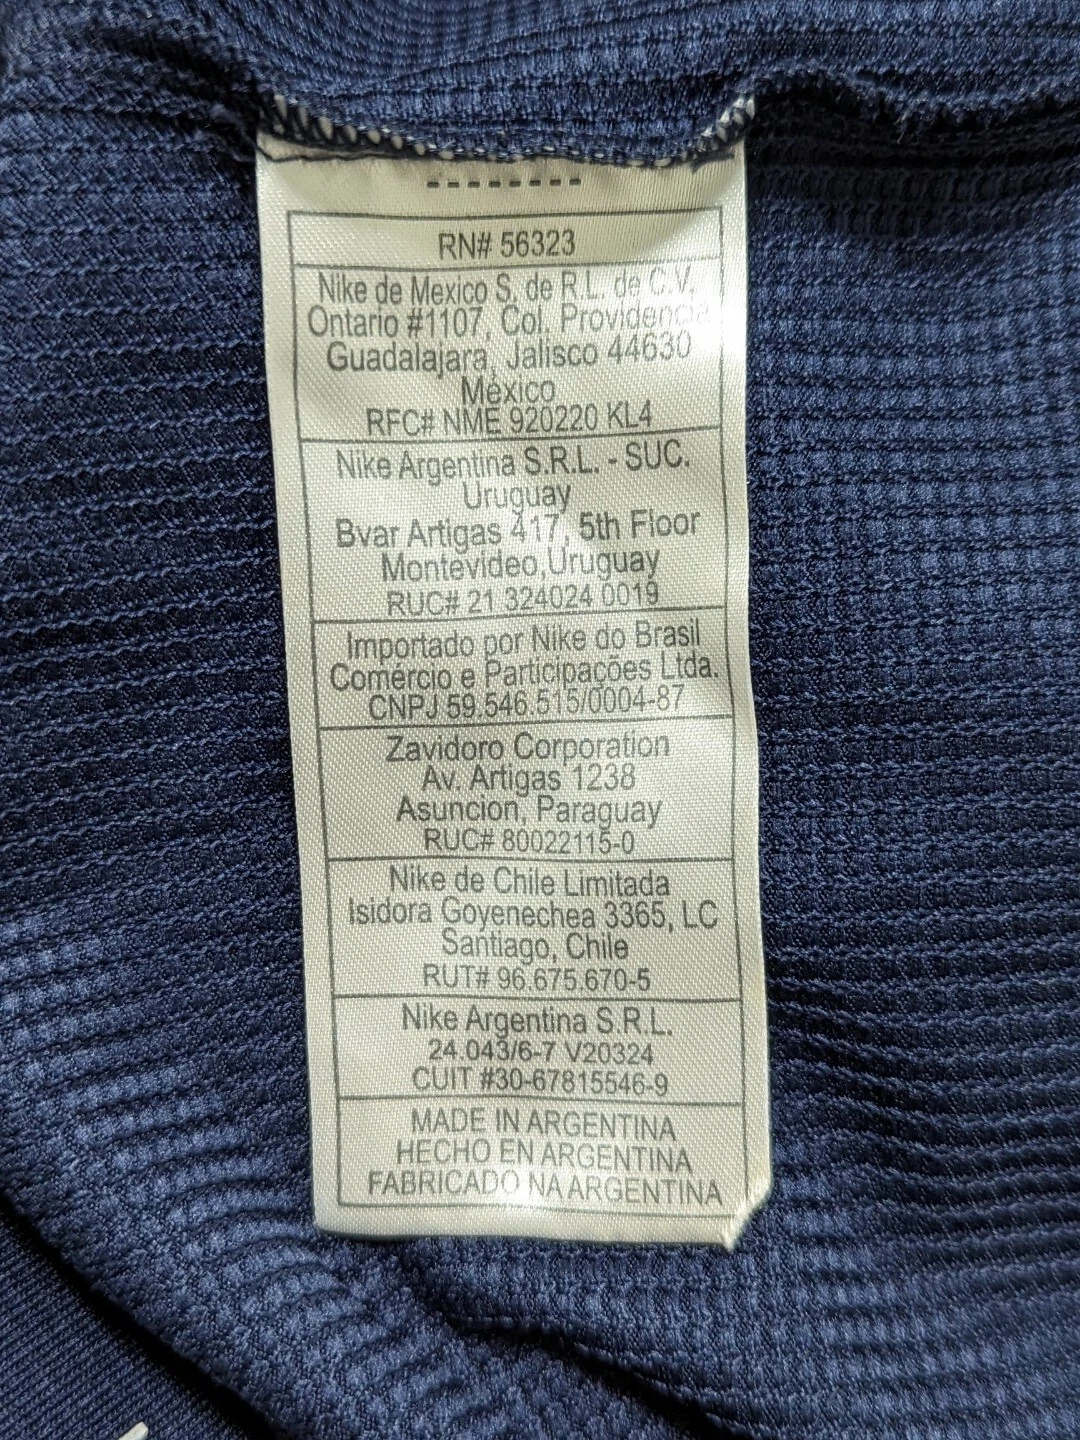 RN# 56323
Nike de Mexico S. de R.L. de C.V.
Ontario #1107, Col. Providencia
Guadalajara, Jalisco 44630
México
RFC# NME 920220 KL4
Nike Argentina S.R.L. - SUC.
Uruguay
Bvar Artigas 417, 5th Floor
Montevideo,Uruguay
RUC# 21 324024 0019
Importado por Nike do Brasil
Comércio e Participações Ltda.
CNPJ 59.546.515/0004-87
Zavidoro Corporation
Av. Artigas 1238
Asuncion, Paraguay
RUC# 80022115-0
Nike de Chile Limitada
Isidora Goyenechea 3365, LC
Santiago, Chile
RUT# 96.675.670-5
Nike Argentina S.R.L.
24.043/6-7 V20324
CUIT #30-67815546-9
MADE IN ARGENTINA
HECHO EN ARGENTINA
FABRICADO NA ARGENTINA